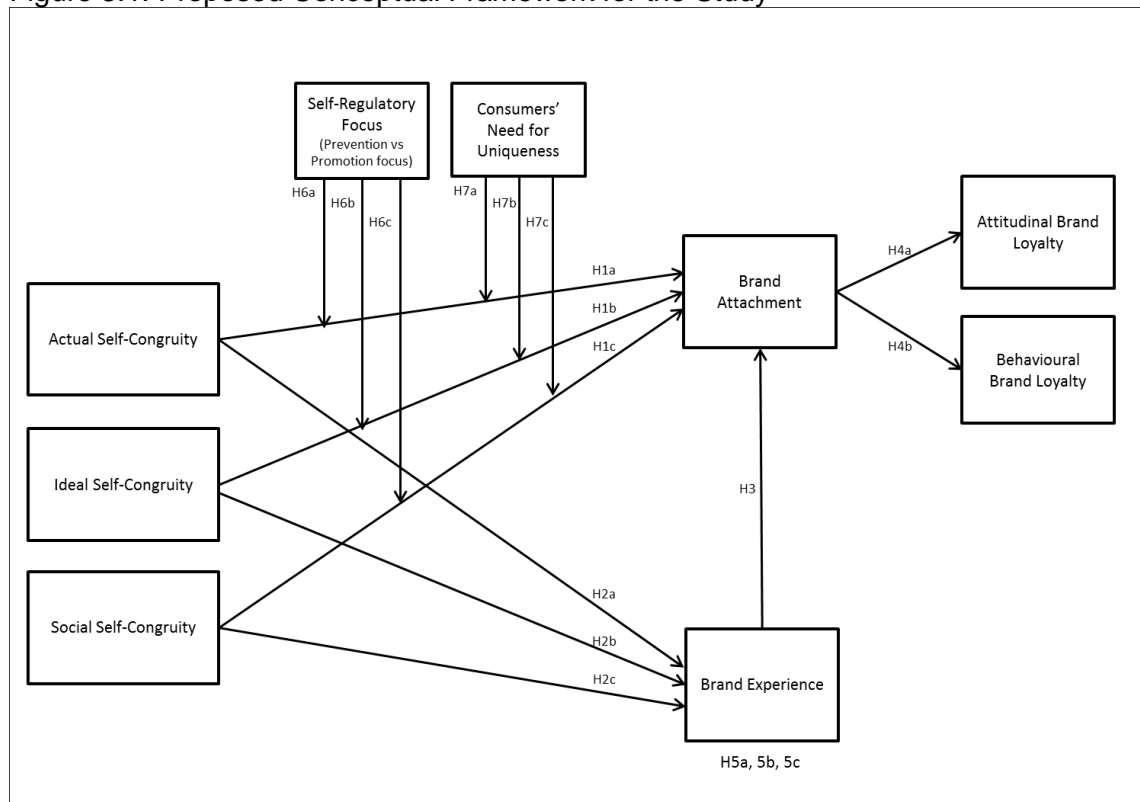 Figure 3.1: Proposed Conceptual Framework for the Study
Self-Regulatory
Focus
(Prevention vs
Promotion focus)
Consumers'
Need for
Uniqueness
H6a
H6b
H6c
H7a
H7b
H7c
Attitudinal Brand
Loyalty
H4a
Brand
Attachment
H1a
H1b
H1c
Actual Self-Congruity
H4b
Behavioural
Brand Loyalty
Ideal Self-Congruity
H3
Social Self-Congruity
H2a
H2b
H2c
Brand Experience
H5a, 5b, 5c